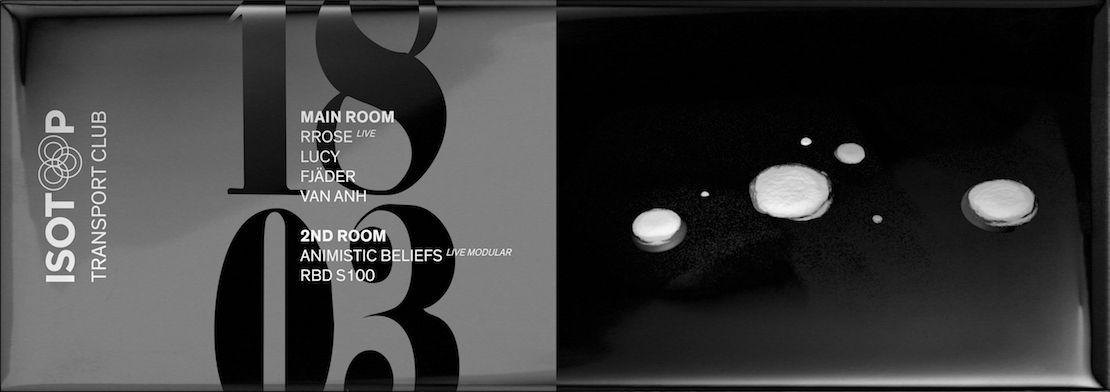 ISOTOOP
TRANSPORT CLUB
18
03
MAIN ROOM
RROSE LIVE
LUCY
FJÄDER
VAN ANH
2ND ROOM
ANIMISTIC BELIEFS LIVE MODULAR
RBD S100